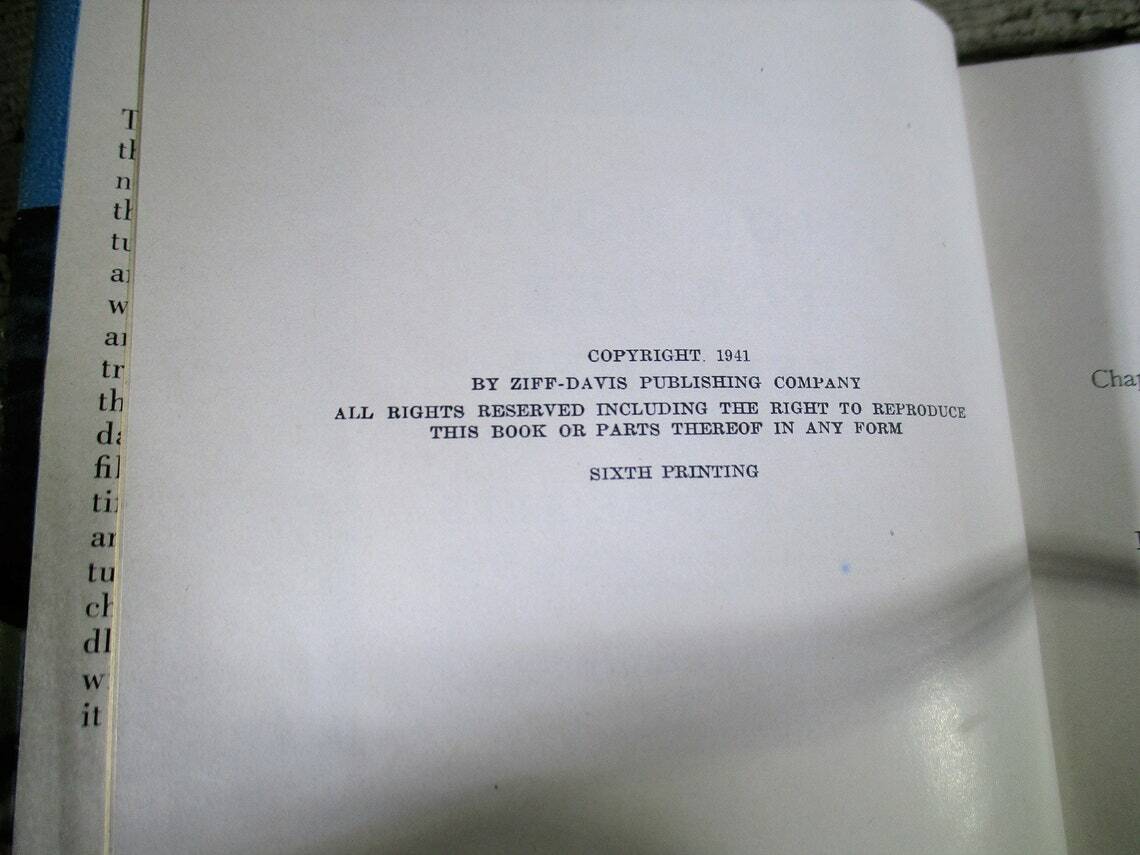 COPYRIGHT. 1941
BY ZIFF-DAVIS PUBLISHING COMPANY
ALL RIGHTS RESERVED INCLUDING THE RIGHT TO REPRODUCE
THIS BOOK OR PARTS THEREOF IN ANY FORM
SIXTH PRINTING